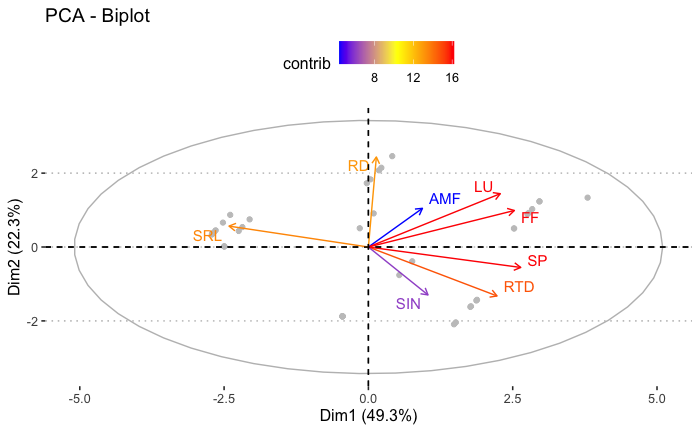 PCA - Biplot
contrib
8 12 16
RD
LU
AMF
FF
SRL
SP
RTD
SIN
2
0
-2
Dim2 (22.3%)
-5.0 -2.5 0.0 2.5 5.0
Dim1 (49.3%)